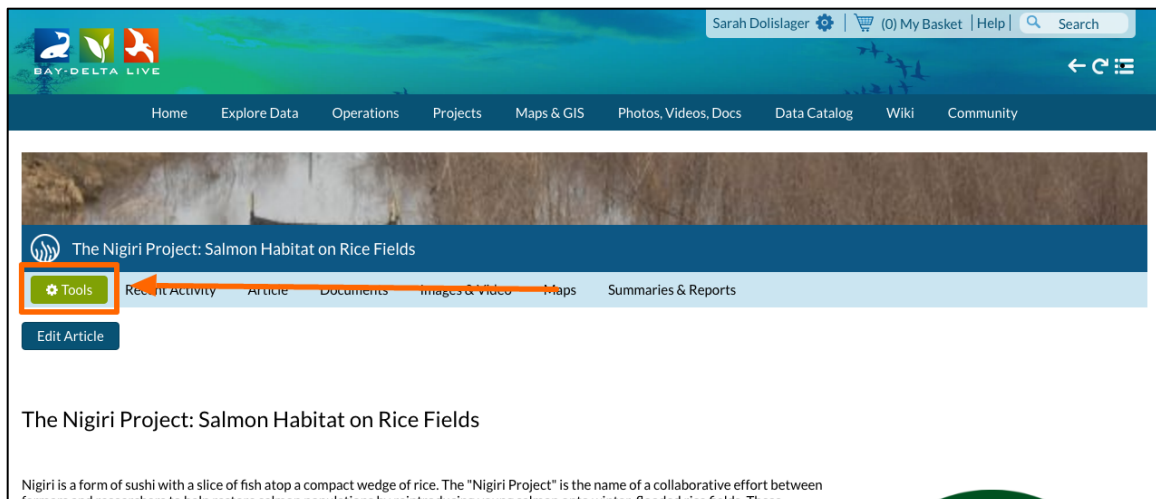 Sarah Dolislager (0) My Basket | Help | Search
BAY-DELTA LIVE
Home Explore Data Operations Projects Maps & GIS Photos, Videos, Docs Data Catalog Wiki Community
The Nigiri Project: Salmon Habitat on Rice Fields
Tools Recent Activity Article Documents Images & Video Maps Summaries & Reports
Edit Article
The Nigiri Project: Salmon Habitat on Rice Fields
Nigiri is a form of sushi with a slice of fish atop a compact wedge of rice. The "Nigiri Project" is the name of a collaborative effort between